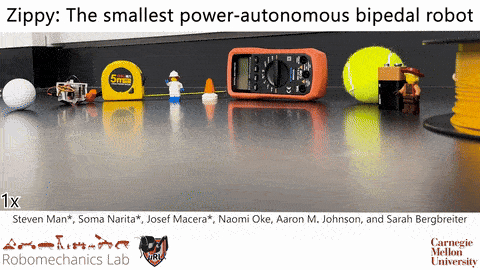 Zippy: The smallest power-autonomous bipedal robot
5m
1x
Steven Man*, Soma Narita*, Josef Macera*, Naomi Oke, Aaron M. Johnson, and Sarah Bergbreiter
Robomechanics Lab
Carnegie
Mellon
University